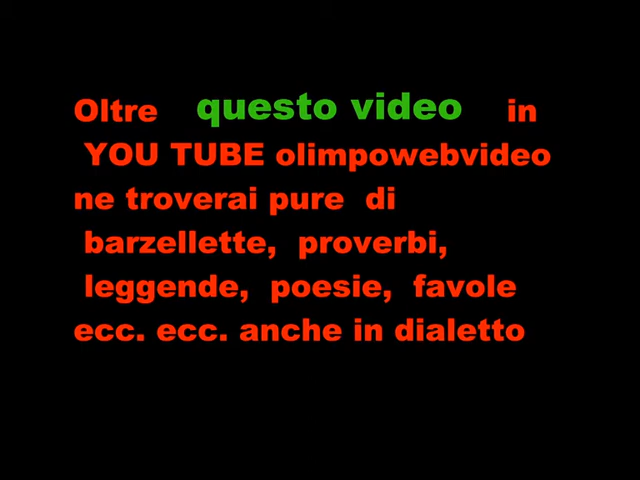 Oltre questo video in
YOU TUBE olimpowebvideo
ne troverai pure di
barzellette, proverbi,
leggende, poesie, favole
ecc. ecc. anche in dialetto